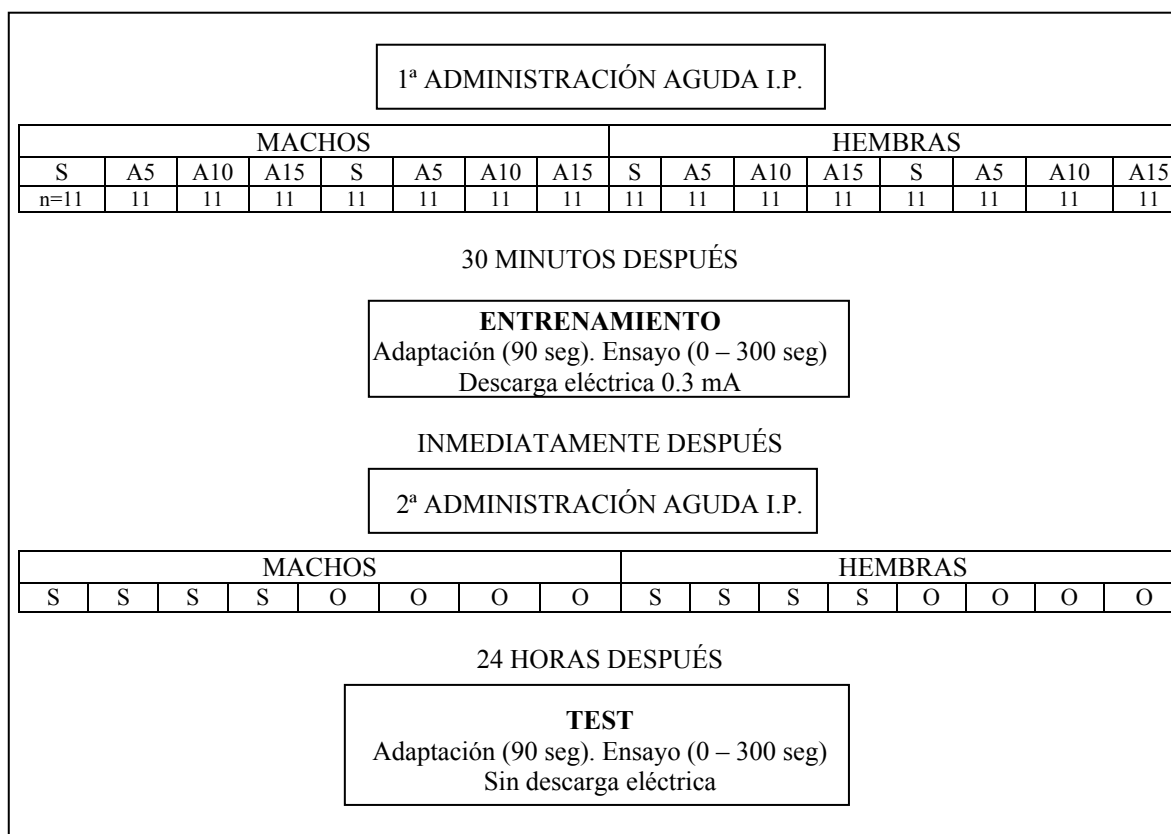 1ª ADMINISTRACIÓN AGUDA I.P.
MACHOS HEMBRAS
S A5 A10 A15 S A5 A10 A15 S A5 A10 A15 S A5 A10 A15
n=11 11 11 11 11 11 11 11 11 11 11 11 11 11 11 11
30 MINUTOS DESPUÉS
ENTRENAMIENTO
Adaptación (90 seg). Ensayo (0 – 300 seg)
Descarga eléctrica 0.3 mA
INMEDIATAMENTE DESPUÉS
2ª ADMINISTRACIÓN AGUDA I.P.
MACHOS HEMBRAS
S S S S O O O O S S S S O O O O
24 HORAS DESPUÉS
TEST
Adaptación (90 seg). Ensayo (0 – 300 seg)
Sin descarga eléctrica